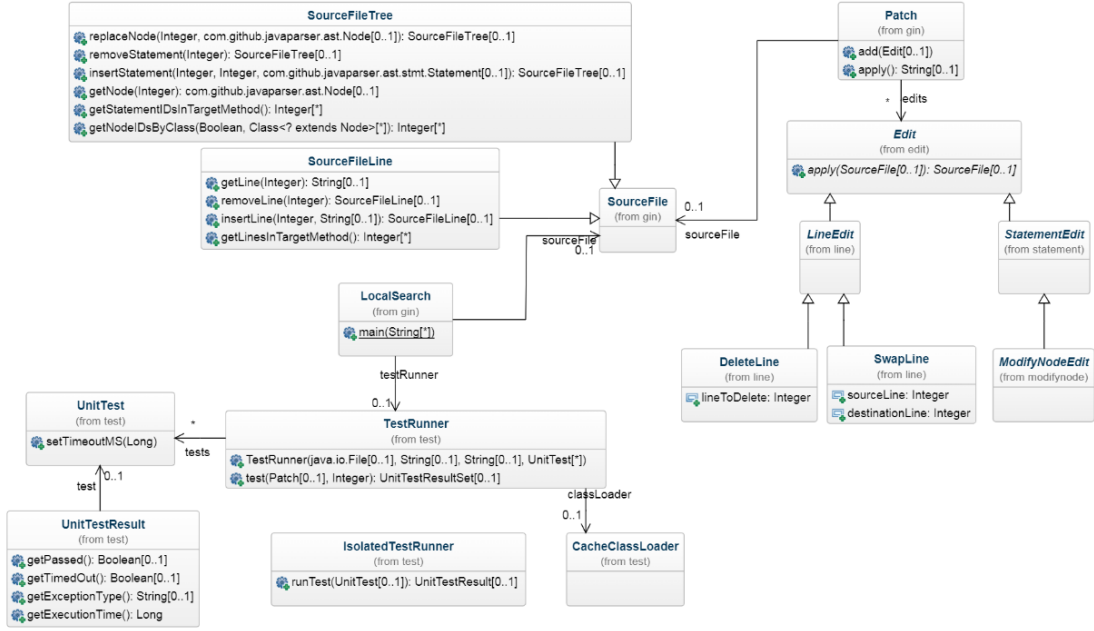 SourceFileTree
replaceNode(Integer, com.github.javaparser.ast.Node[0..1]): SourceFileTree[0..1]
removeStatement(Integer): SourceFileTree[0..1]
insertStatement(Integer, Integer, com.github.javaparser.ast.stmt.Statement[0..1]): SourceFileTree[0..1]
getNode(Integer): com.github.javaparser.ast.Node[0..1]
getStatementIDsInTargetMethod(): Integer[*]
getNodeIDsByClass(Boolean, Class<? extends Node>[*]): Integer[*]
Patch
(from gin)
add(Edit[0..1])
apply(): String[0..1]
* edits
Edit
(from edit)
apply(SourceFile[0..1]): SourceFile[0..1]
SourceFileLine
getLine(Integer): String[0..1]
removeLine(Integer): SourceFileLine[0..1]
insertLine(Integer, String[0..1]): SourceFileLine[0..1]
getLinesInTargetMethod(): Integer[*]
SourceFile
(from gin)
0..1
sourceFile
sourceFile
0..1
LineEdit
(from line)
StatementEdit
(from statement)
LocalSearch
(from gin)
main(String[*])
testRunner
0..1
DeleteLine
(from line)
lineToDelete: Integer
SwapLine
(from line)
sourceLine: Integer
destinationLine: Integer
ModifyNodeEdit
(from modifynode)
UnitTest
(from test)
setTimeoutMS(Long)
*
tests
TestRunner
(from test)
TestRunner(java.io.File[0..1], String[0..1], String[0..1], UnitTest[*])
test(Patch[0..1], Integer): UnitTestResultSet[0..1]
0..1
test
classLoader
0..1
UnitTestResult
(from test)
getPassed(): Boolean[0..1]
getTimedOut(): Boolean[0..1]
getExceptionType(): String[0..1]
getExecutionTime(): Long
IsolatedTestRunner
(from test)
runTest(UnitTest[0..1]): UnitTestResult[0..1]
CacheClassLoader
(from test)